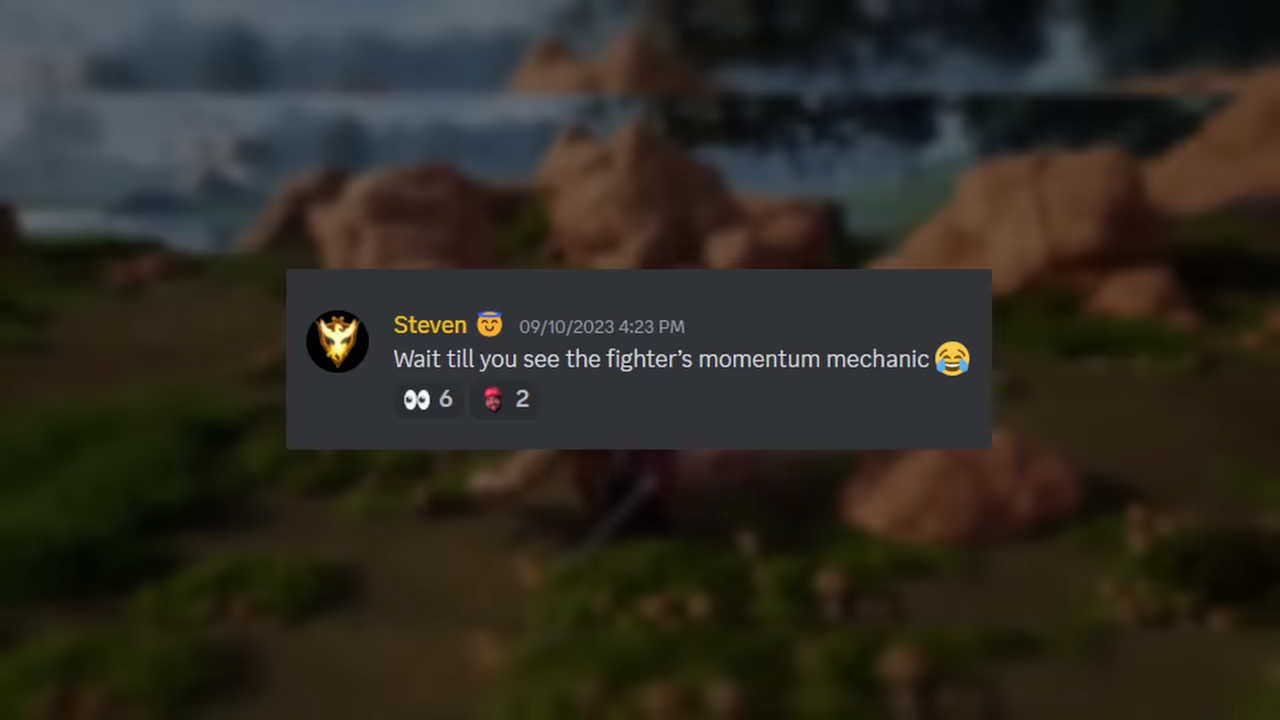 Steven 😇 09/10/2023 4:23 PM
Wait till you see the fighter’s momentum mechanic 😂
👀 6 2